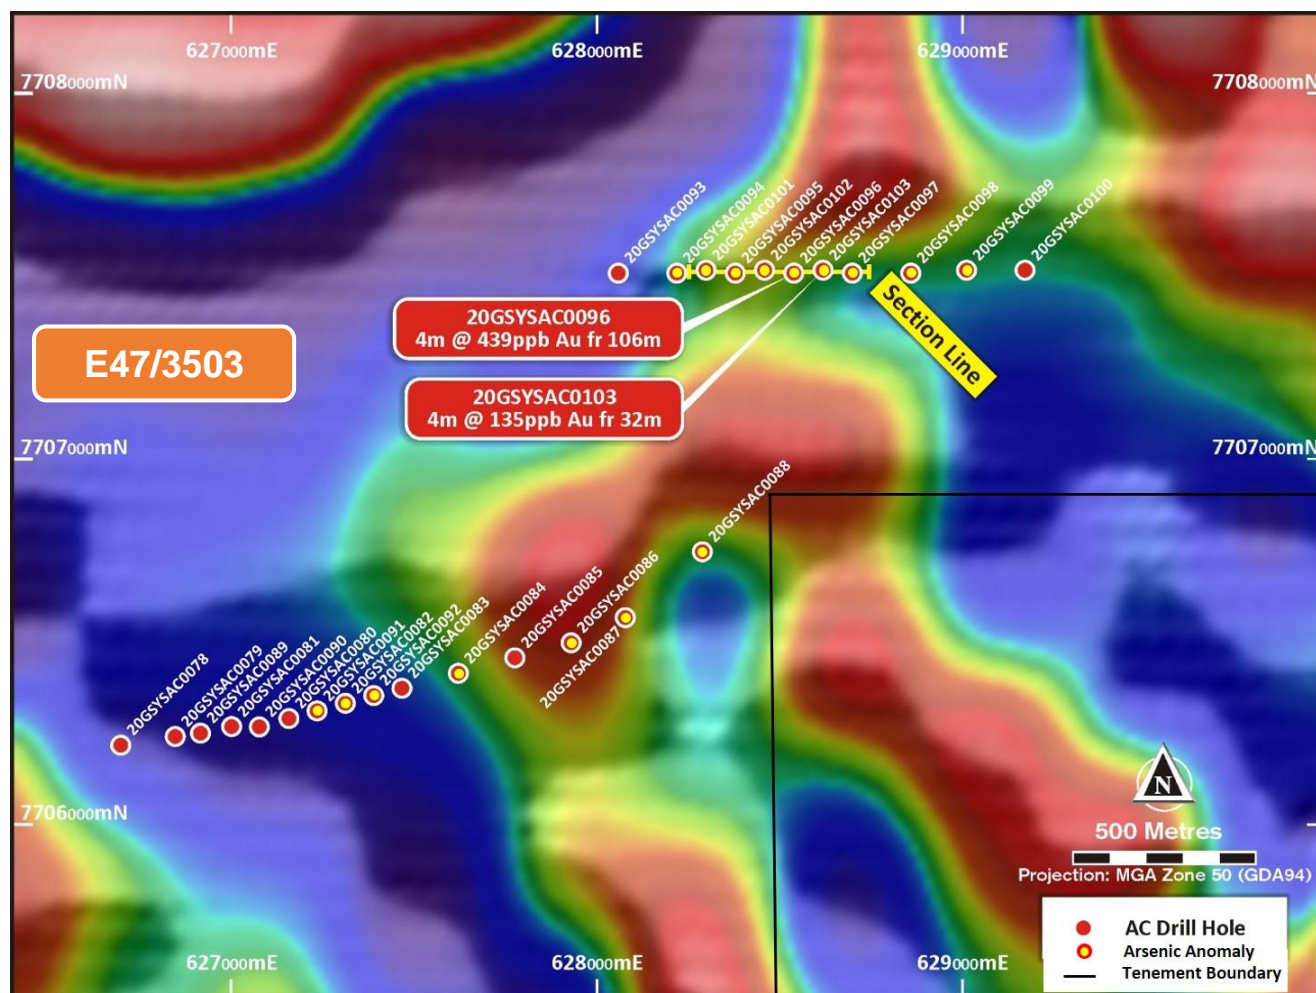 627000mE
628000mE
629000mE
7708000mN
7708000mN
20GSYSAC0093
20GSYSAC0094
20GSYSAC0101
20GSYSAC0095
20GSYSAC0102
20GSYSAC0096
20GSYSAC0103
20GSYSAC0097
20GSYSAC0098
20GSYSAC0099
20GSYSAC0100
20GSYSAC0096
4m @ 439ppb Au fr 106m
Section Line
E47/3503
20GSYSAC0103
4m @ 135ppb Au fr 32m
7707000mN
7707000mN
20GSYSAC0088
20GSYSAC0086
20GSYSAC0085
20GSYSAC0084
20GSYSAC0083
20GSYSAC0092
20GSYSAC0082
20GSYSAC0091
20GSYSAC0080
20GSYSAC0090
20GSYSAC0081
20GSYSAC0089
20GSYSAC0079
20GSYSAC0078
20GSYSAC0087
7706000mN
N
500 Metres
Projection: MGA Zone 50 (GDA94)
AC Drill Hole
Arsenic Anomaly
Tenement Boundary
627000mE
628000mE
629000mE